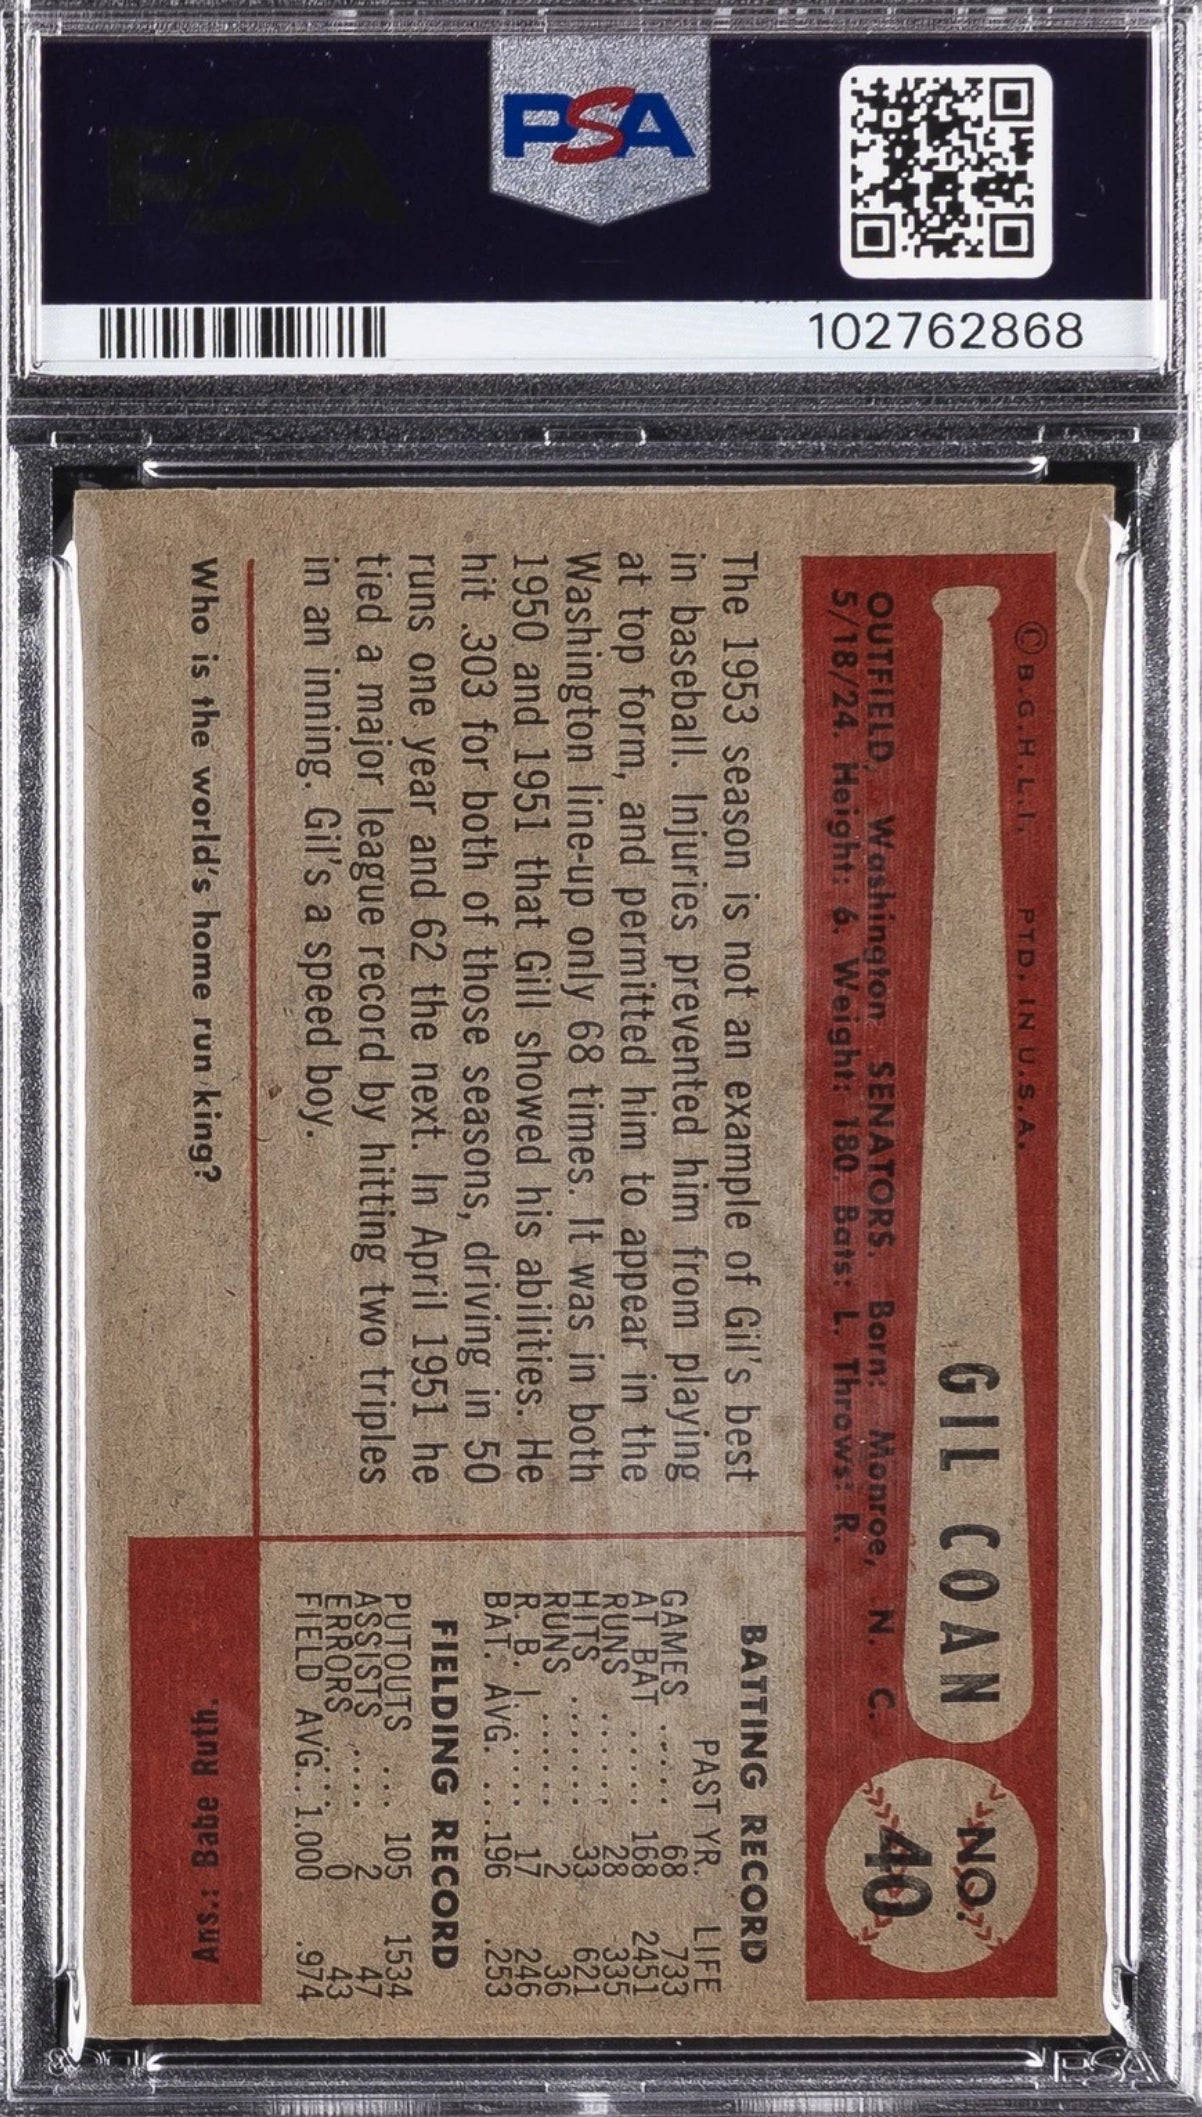 PSA
102762868
© B.G.H.L.I. PTD. IN U.S.A.
GIL COAN
NO.
40
OUTFIELD, Washington SENATORS. Born: Monroe, N. C.
5/18/24. Height: 6. Weight: 180. Bats: L. Throws: R.
The 1953 season is not an example of Gil's best
in baseball. Injuries prevented him from playing
at top form, and permitted him to appear in the
Washington line-up only 68 times. It was in both
1950 and 1951 that Gill showed his abilities. He
hit .303 for both of those seasons, driving in 50
runs one year and 62 the next. In April 1951 he
tied a major league record by hitting two triples
in an inning. Gil's a speed boy.
BATTING RECORD
PAST YR. LIFE
GAMES ..... 68 733
AT BAT ..... 168 2451
RUNS ...... 28 335
HITS ....... 33 621
RUNS ...... 2 36
R. B. I. .... 17 246
BAT. AVG. ... .196 .253
FIELDING RECORD
PUTOUTS ... 105 1534
ASSISTS .... 2 47
ERRORS .... 0 43
FIELD AVG... 1.000 .974
Who is the world's home run king?
Ans.: Babe Ruth.
PSA